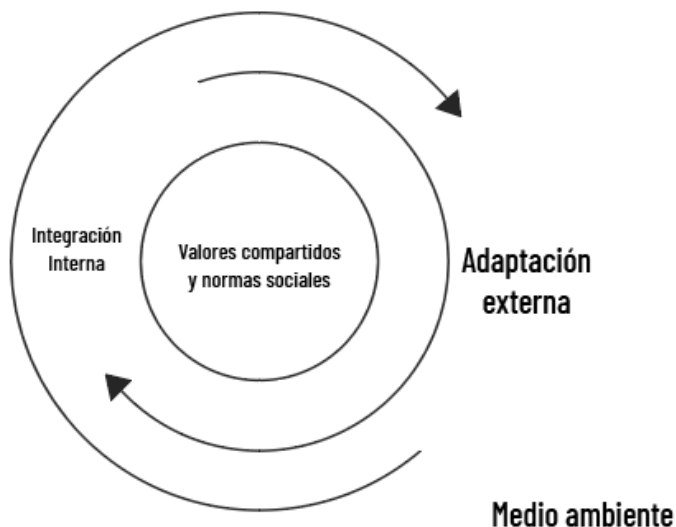 Integración
Interna
Valores compartidos
y normas sociales
Adaptación
externa
Medio ambiente